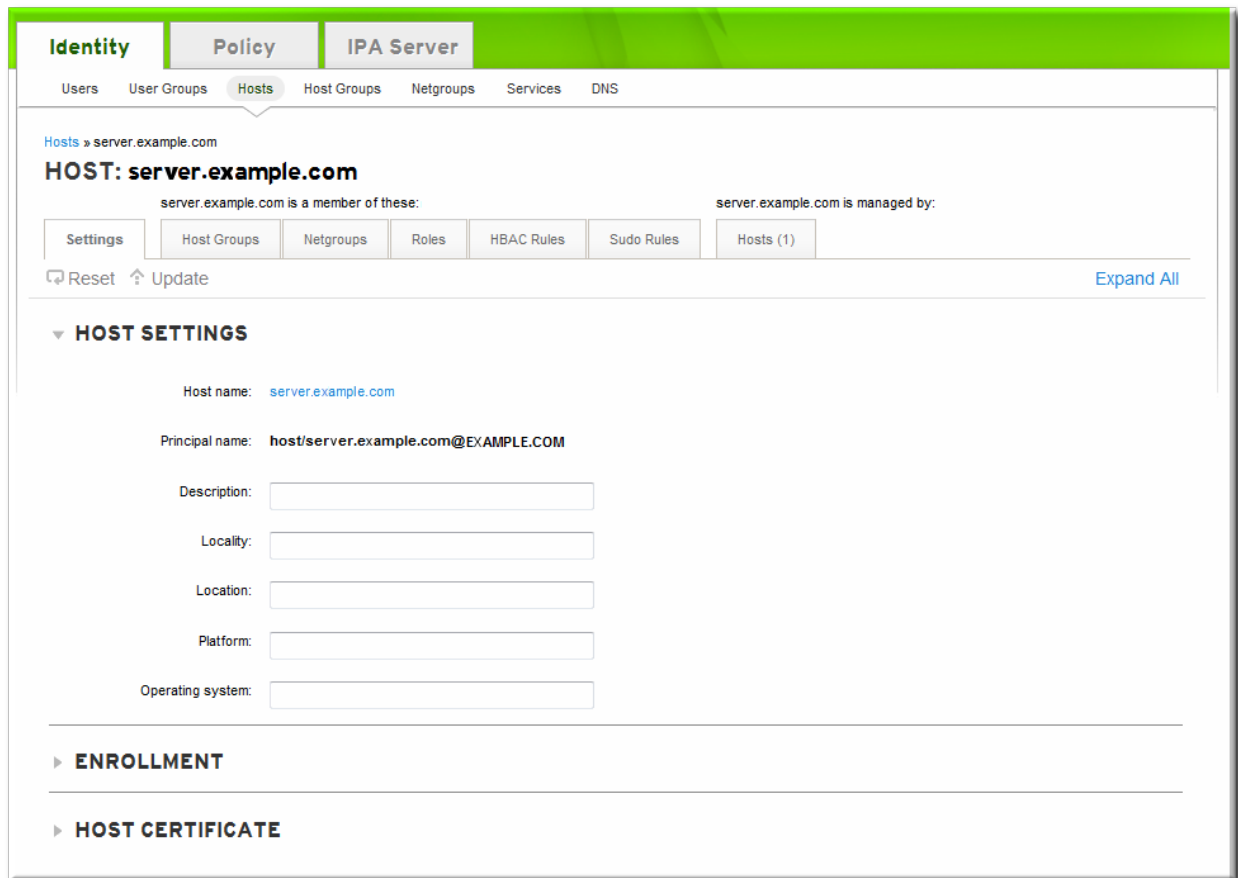 Identity Policy IPA Server
Users User Groups Hosts Host Groups Netgroups Services DNS
Hosts » server.example.com
HOST: server.example.com
server.example.com is a member of these: server.example.com is managed by:
Settings Host Groups Netgroups Roles HBAC Rules Sudo Rules Hosts (1)
Reset Update Expand All
HOST SETTINGS
Host name: server.example.com
Principal name: host/server.example.com@EXAMPLE.COM
Description:
Locality:
Location:
Platform:
Operating system:
ENROLLMENT
HOST CERTIFICATE